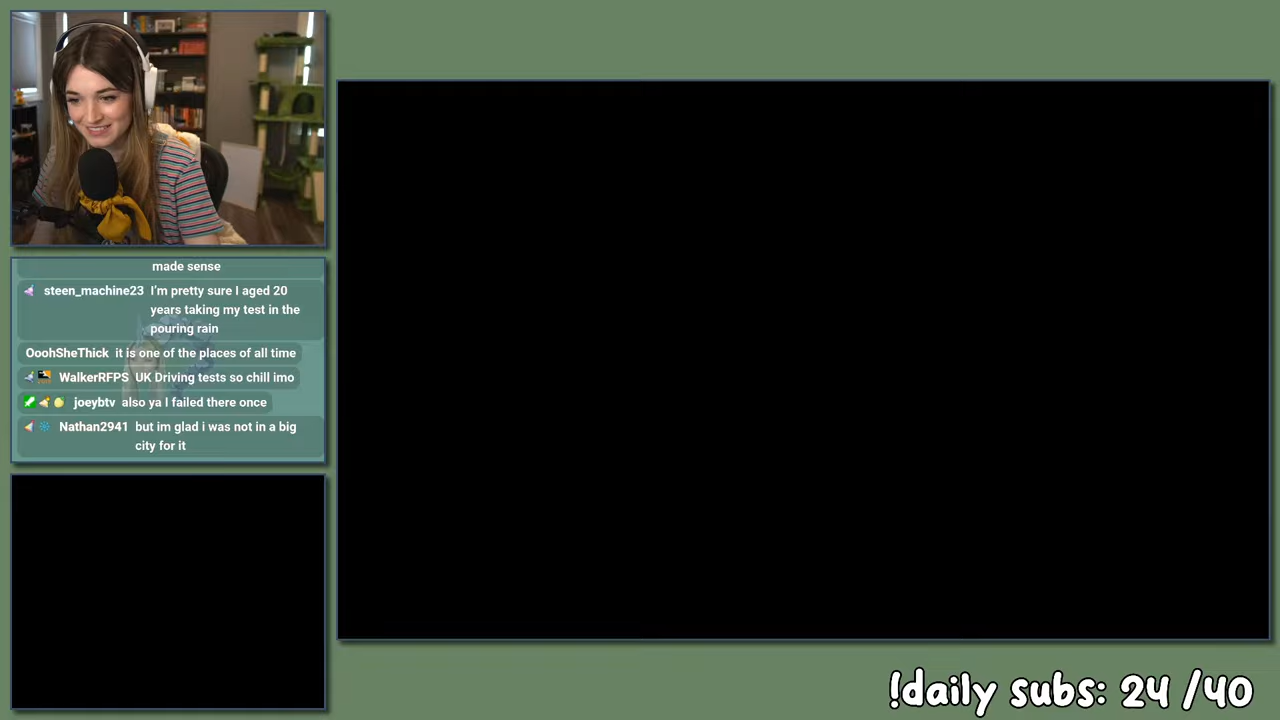 made sense
steen_machine23 I'm pretty sure I aged 20
years taking my test in the
pouring rain
OoohSheThick it is one of the places of all time
WalkerRFPS UK Driving tests so chill imo
joeybtv also ya I failed there once
Nathan2941 but im glad i was not in a big
city for it
!daily subs: 24 /40